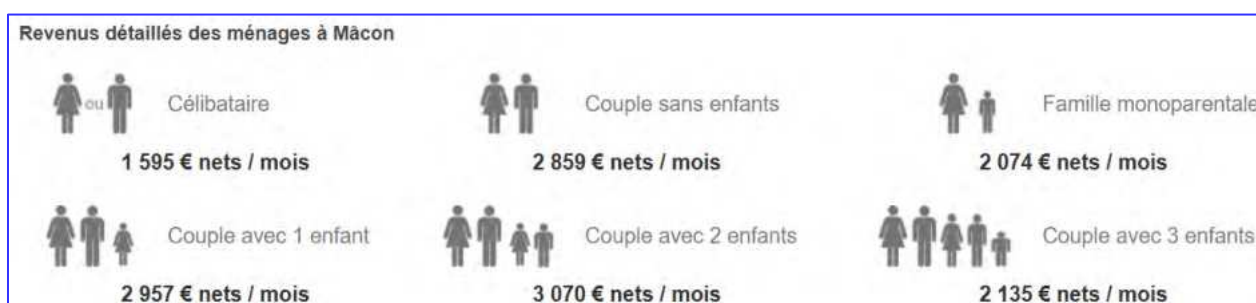 Revenus détaillés des ménages à Mâcon
ou Célibataire
Couple sans enfants
Famille monoparentale
1 595 € nets / mois
2 859 € nets / mois
2 074 € nets / mois
Couple avec 1 enfant
Couple avec 2 enfants
Couple avec 3 enfants
2 957 € nets / mois
3 070 € nets / mois
2 135 € nets / mois